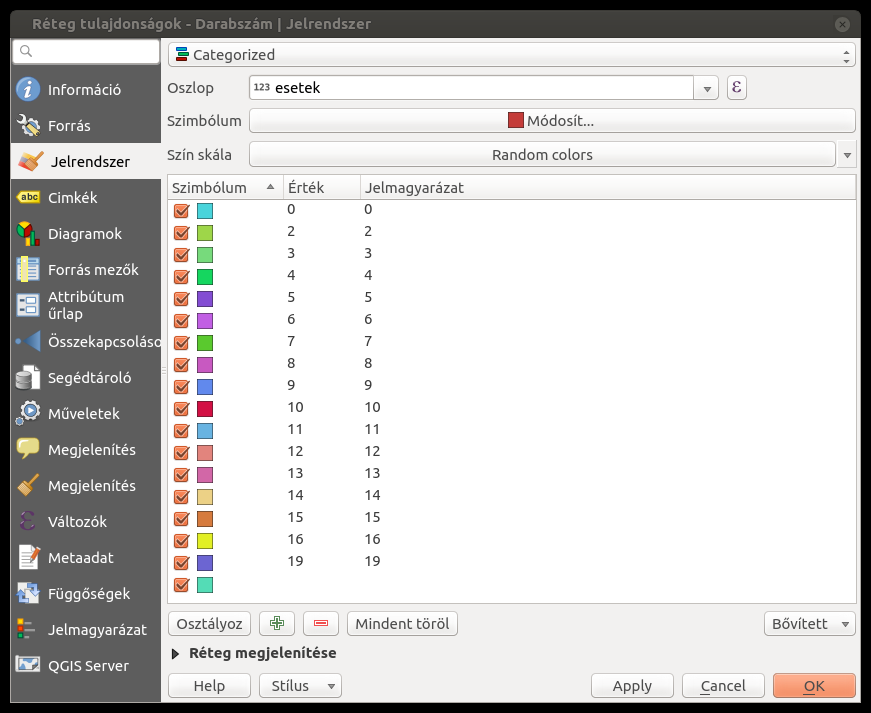 Réteg tulajdonságok - Darabszám | Jelrendszer
Információ
Forrás
Jelrendszer
abc Cimkék
Diagramok
Forrás mezők
Attribútum
űrlap
Összekapcsoláso
Segédtároló
Műveletek
Megjelenítés
Megjelenítés
Változók
Metaadat
Függőségek
Jelmagyarázat
QGIS Server
Categorized
Oszlop 123 esetek ε
Szimbólum Módosít...
Szín skála Random colors
Szimbólum Érték Jelmagyarázat
0 0
2 2
3 3
4 4
5 5
6 6
7 7
8 8
9 9
10 10
11 11
12 12
13 13
14 14
15 15
16 16
19 19
Osztályoz Mindent töröl Bővített
Réteg megjelenítése
Help Stílus Apply Cancel OK